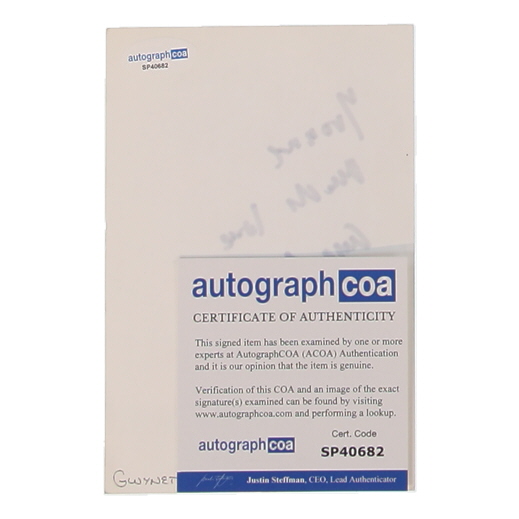 autographcoa
SP40682
autographcoa
CERTIFICATE OF AUTHENTICITY
This signed item has been examined by one or more
experts at AutographCOA (ACOA) Authentication
and it is our opinion that the item is genuine.
Verification of this COA and an image of the exact
signature(s) examined can be found by visiting
www.autographcoa.com and performing a lookup.
autographcoa
Cert. Code
SP40682
GWYNET
Justin Steffman, CEO, Lead Authenticator